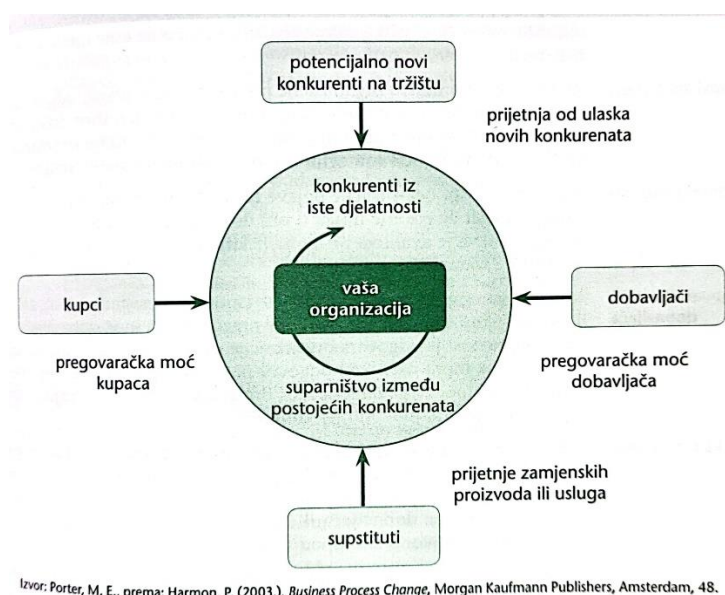 potencijalno novi
konkurenti na tržištu
prijetnja od ulaska
novih konkurenata
konkurenti iz
iste djelatnosti
kupci
vaša
organizacija
dobavljači
pregovaračka moć
kupaca
pregovaračka moć
dobavljača
suparništvo između
postojećih konkurenata
prijetnje zamjenskih
proizvoda ili usluga
supstituti
Izvor: Porter, M. E., prema: Harmon, P. (2003.), Business Process Change, Morgan Kaufmann Publishers, Amsterdam, 48.